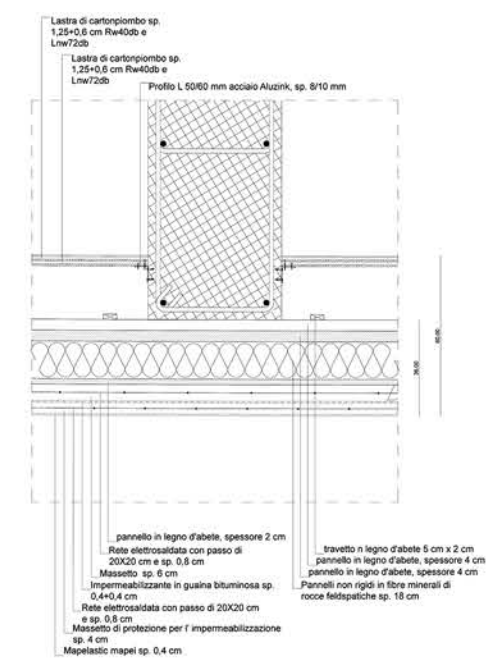 Lastra di cartonpiombo sp.
1,25+0,6 cm Rw40db e
Lnw72db
Lastra di cartonpiombo sp.
1,25+0,6 cm Rw40db e
Lnw72db
Profilo L 50/60 mm acciaio Aluzink, sp. 8/10 mm
60,00
36,00
pannello in legno d'abete, spessore 2 cm
Rete elettrosaldata con passo di
20X20 cm e sp. 0,8 cm
Massetto sp. 6 cm
Impermeabilizzante in guaina bituminosa sp.
0,4+0,4 cm
Rete elettrosaldata con passo di 20X20 cm
e sp. 0,8 cm
Massetto di protezione per l' impermeabilizzazione
sp. 4 cm
Mapelastic mapei sp. 0,4 cm
travetto n legno d'abete 5 cm x 2 cm
pannello in legno d'abete, spessore 4 cm
pannello in legno d'abete, spessore 4 cm
Pannelli non rigidi in fibre minerali di
rocce feldspatiche sp. 18 cm